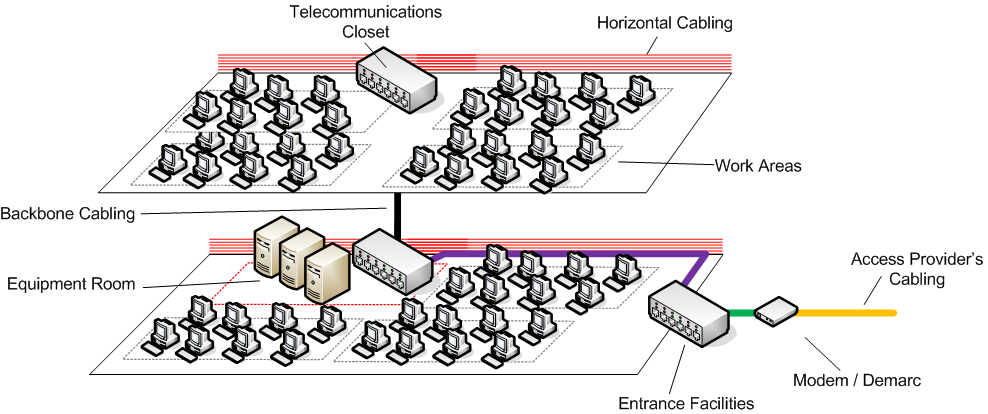 Telecommunications
Closet
Horizontal Cabling
Work Areas
Backbone Cabling
Equipment Room
Access Provider's
Cabling
Modem / Demarc
Entrance Facilities